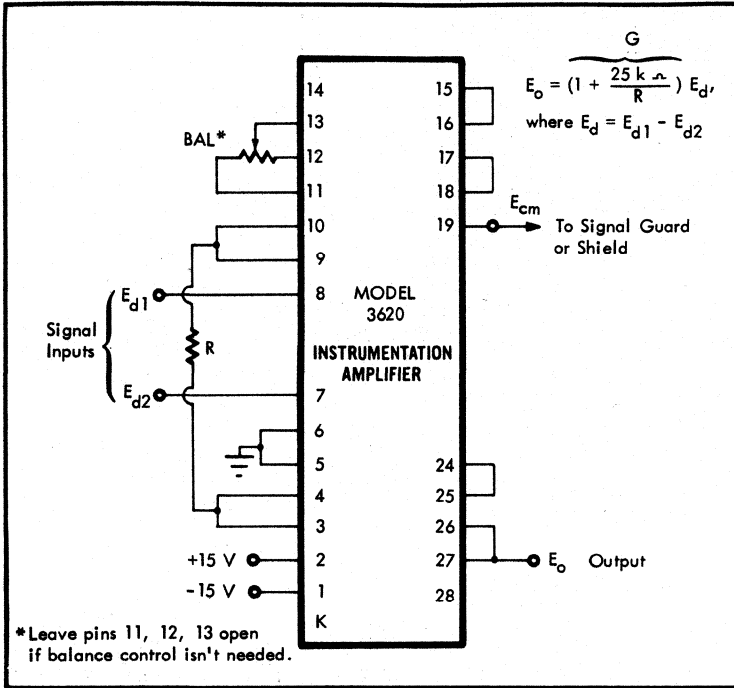 G
E₀ = (1 + 25 k Ω / R) E_d,
where E_d = E_d1 - E_d2
14
13
BAL*
12
11
10
9
E_d1
8
Signal
Inputs
R
E_d2
7
6
5
4
3
+15 V
2
-15 V
1
K
MODEL
3620
INSTRUMENTATION
AMPLIFIER
15
16
17
18
19
E_cm
To Signal Guard
or Shield
24
25
26
27
E_o Output
28
*Leave pins 11, 12, 13 open
if balance control isn't needed.